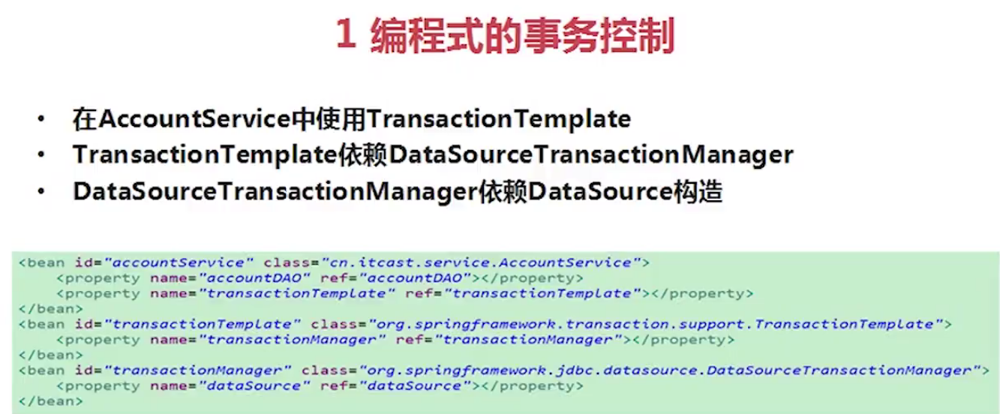 1 编程式的事务控制
• 在AccountService中使用TransactionTemplate
• TransactionTemplate依赖DataSourceTransactionManager
• DataSourceTransactionManager依赖DataSource构造
<bean id="accountService" class="cn.itcast.service.AccountService">
    <property name="accountDAO" ref="accountDAO"></property>
    <property name="transactionTemplate" ref="transactionTemplate"></property>
</bean>
<bean id="transactionTemplate" class="org.springframework.transaction.support.TransactionTemplate">
    <property name="transactionManager" ref="transactionManager"></property>
</bean>
<bean id="transactionManager" class="org.springframework.jdbc.datasource.DataSourceTransactionManager">
    <property name="dataSource" ref="dataSource"></property>
</bean>